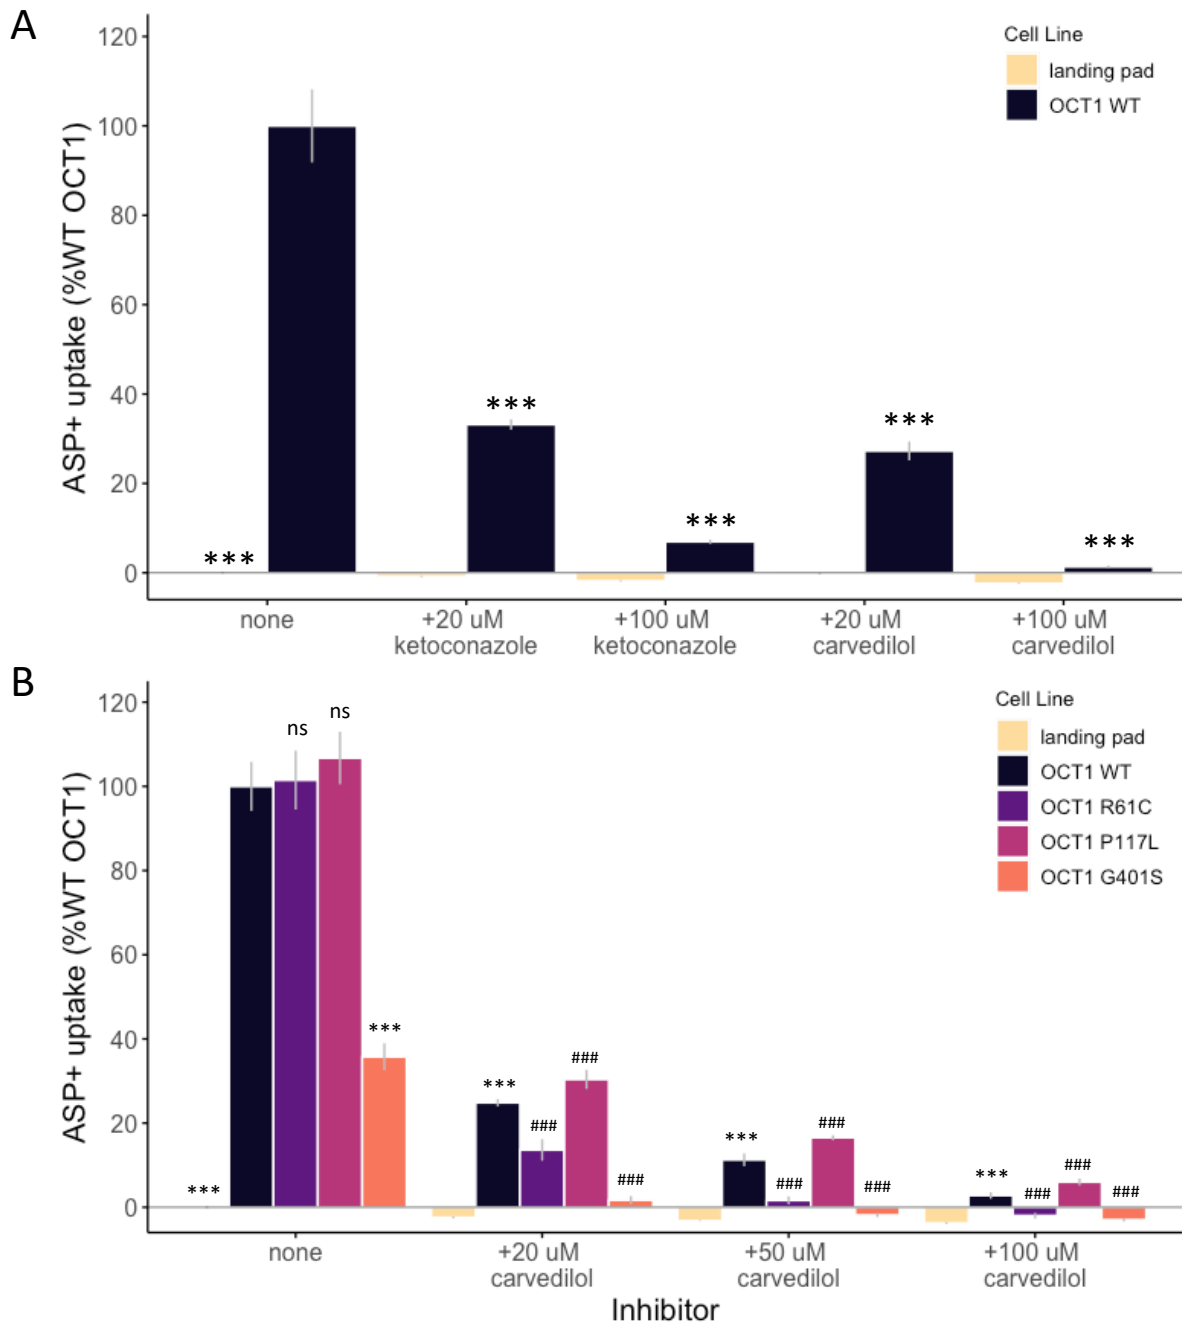 A
120
100
80
60
40
20
0
ASP+ uptake (%WT OCT1)
Cell Line
landing pad
OCT1 WT
***
***
***
***
***
none
+20 uM
ketoconazole
+100 uM
ketoconazole
+20 uM
carvedilol
+100 uM
carvedilol
B
120
100
80
60
40
20
0
ASP+ uptake (%WT OCT1)
Cell Line
landing pad
OCT1 WT
OCT1 R61C
OCT1 P117L
OCT1 G401S
***
ns
ns
***
***
###
###
###
***
###
###
###
***
###
###
###
none
+20 uM
carvedilol
+50 uM
carvedilol
+100 uM
carvedilol
Inhibitor